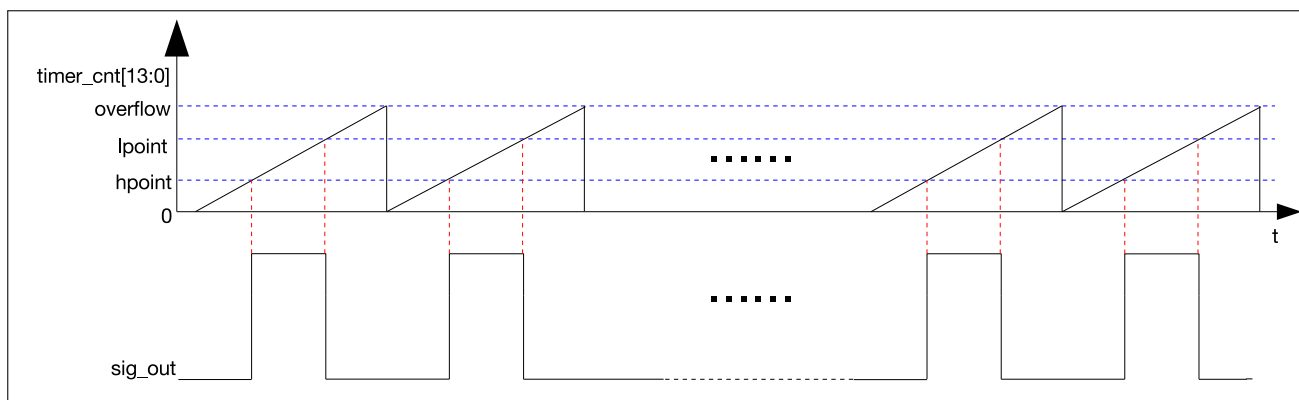 timer_cnt[13:0]
overflow
lpoint
hpoint
0
t
sig_out